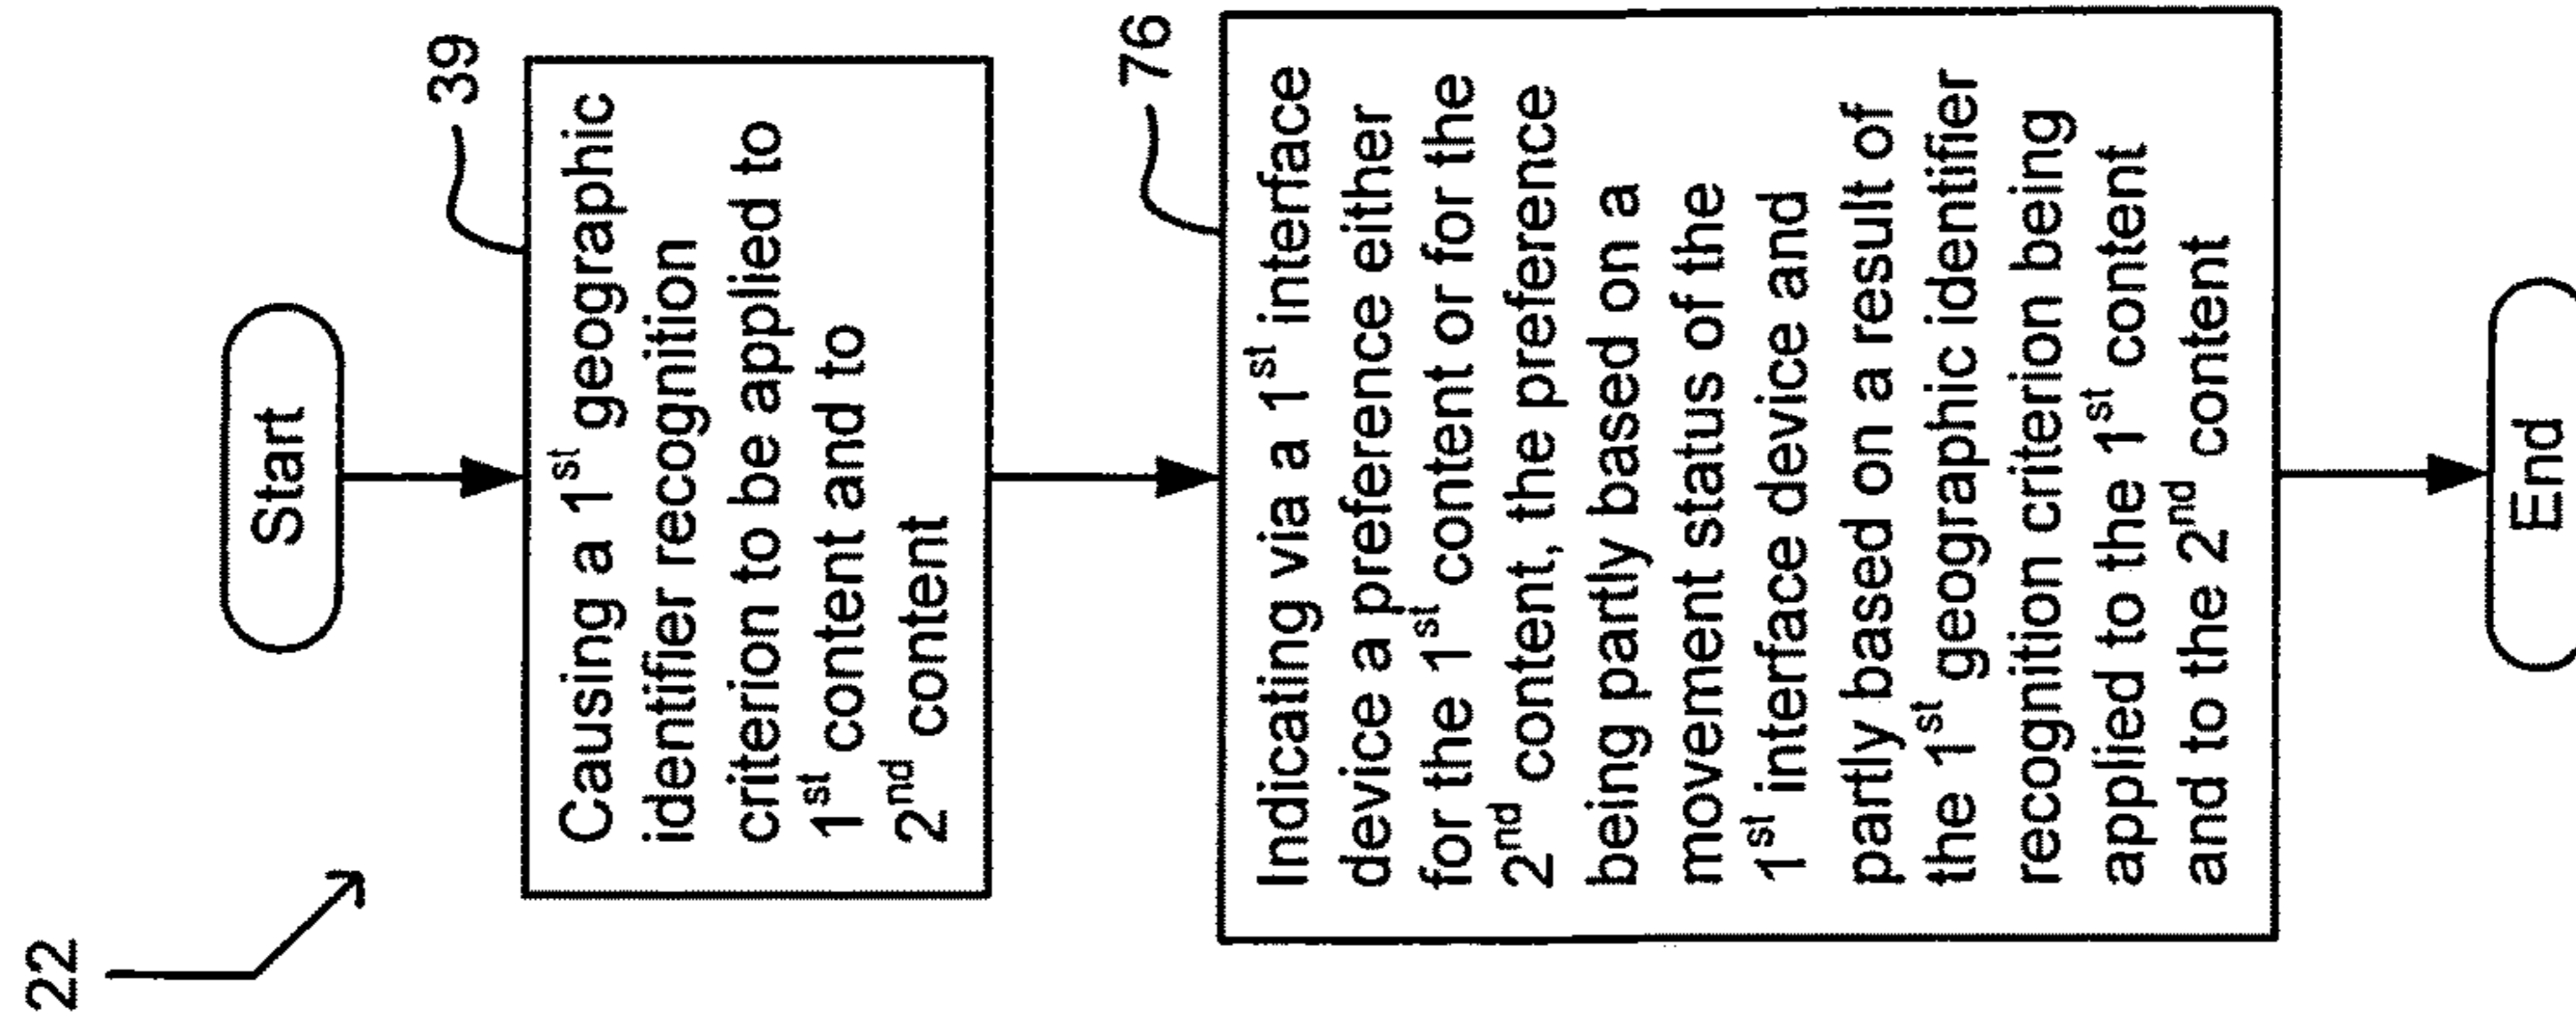 22
Start
39
Causing a 1st geographic
identifier recognition
criterion to be applied to
1st content and to
2nd content
76
Indicating via a 1st interface
device a preference either
for the 1st content or for the
2nd content, the preference
being partly based on a
movement status of the
1st interface device and
partly based on a result of
the 1st geographic identifier
recognition criterion being
applied to the 1st content
and to the 2nd content
End